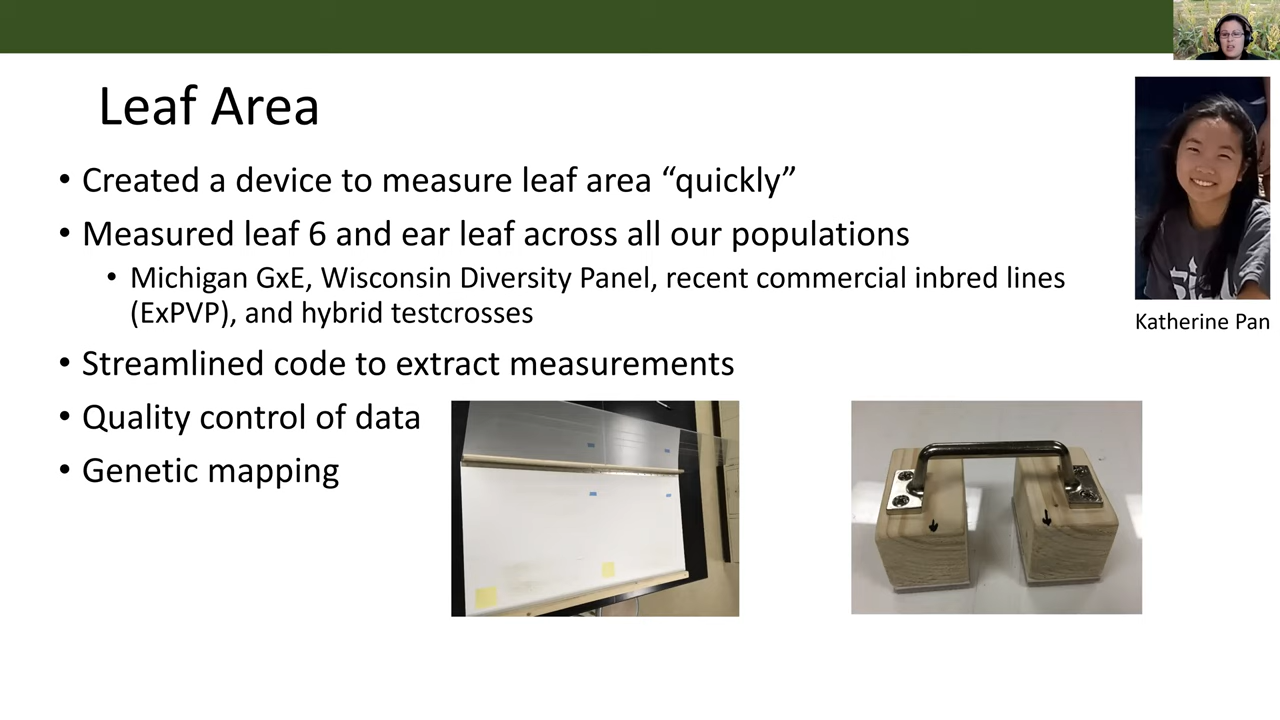 Leaf Area
• Created a device to measure leaf area “quickly”
• Measured leaf 6 and ear leaf across all our populations
• Michigan GxE, Wisconsin Diversity Panel, recent commercial inbred lines
(ExPVP), and hybrid testcrosses
• Streamlined code to extract measurements
• Quality control of data
• Genetic mapping
Katherine Pan